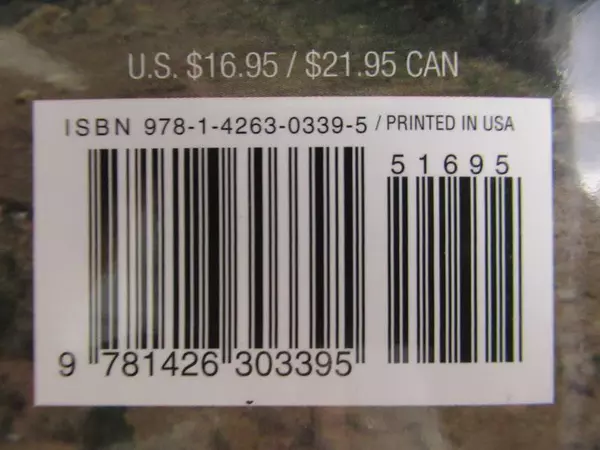 U.S. $16.95 / $21.95 CAN
ISBN 978-1-4263-0339-5 / PRINTED IN USA
51695
9 781426 303395